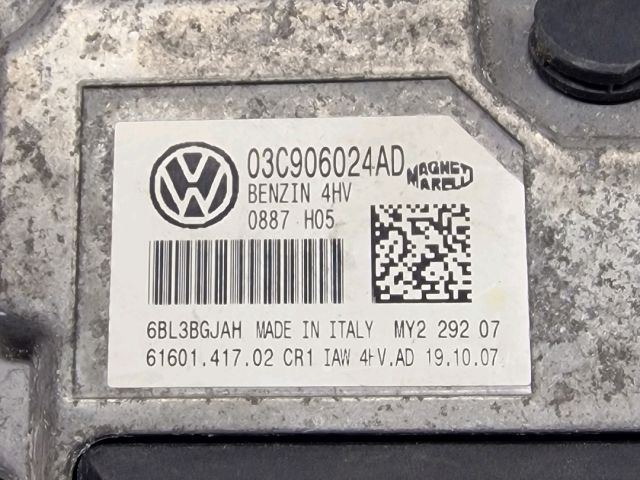 03C906024AD
MAGNETI
MARELLI
BENZIN 4HV
0887 H05
6BL3BGJAH MADE IN ITALY MY2 292 07
61601.417.02 CR1 IAW 4HV.AD 19.10.07